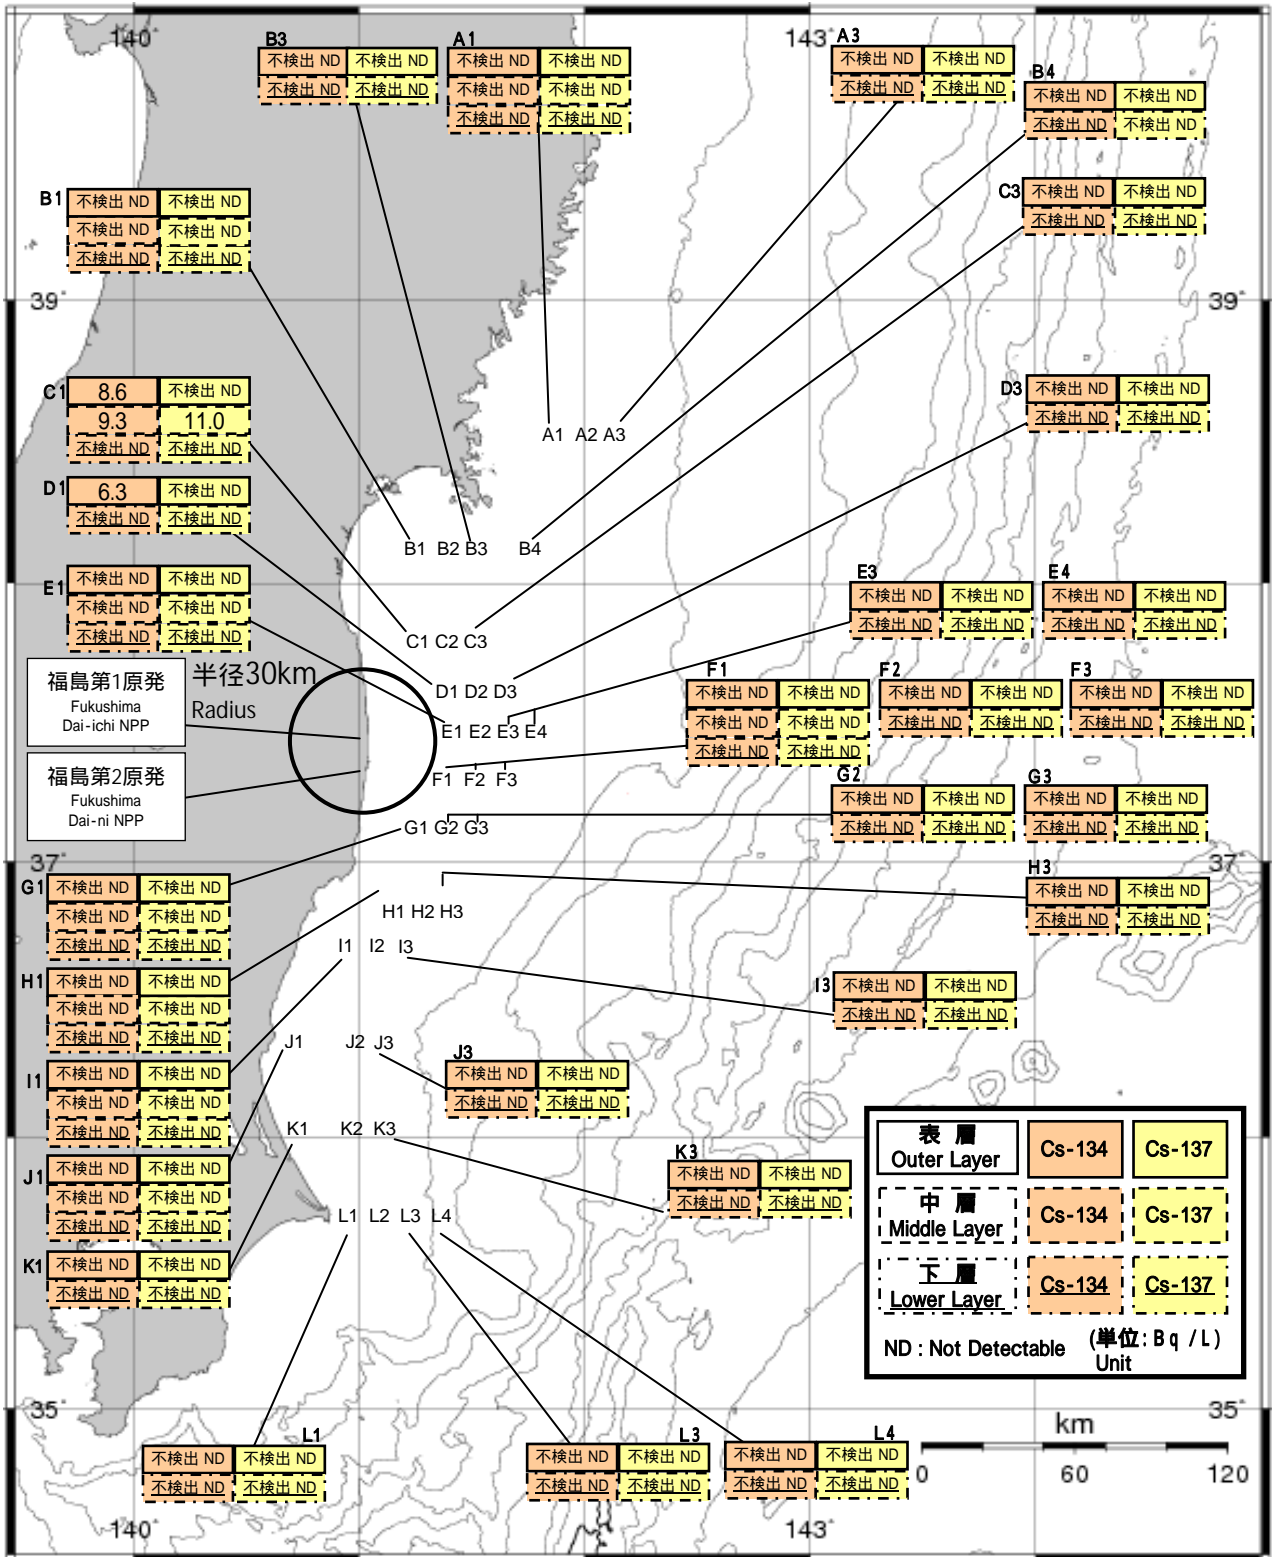 140°
143°
B3
不検出 ND 不検出 ND
不検出 ND 不検出 ND
A1
不検出 ND 不検出 ND
不検出 ND 不検出 ND
不検出 ND 不検出 ND
A3
不検出 ND 不検出 ND
不検出 ND 不検出 ND
B4
不検出 ND 不検出 ND
不検出 ND 不検出 ND
B1
不検出 ND 不検出 ND
不検出 ND 不検出 ND
不検出 ND 不検出 ND
C3
不検出 ND 不検出 ND
不検出 ND 不検出 ND
39°
39°
C1
8.6 不検出 ND
9.3 11.0
不検出 ND 不検出 ND
D3
不検出 ND 不検出 ND
不検出 ND 不検出 ND
A1 A2 A3
D1
6.3 不検出 ND
不検出 ND 不検出 ND
B1 B2 B3 B4
E1
不検出 ND 不検出 ND
不検出 ND 不検出 ND
不検出 ND 不検出 ND
E3
不検出 ND 不検出 ND
不検出 ND 不検出 ND
E4
不検出 ND 不検出 ND
不検出 ND 不検出 ND
C1 C2 C3
福島第1原発
Fukushima
Dai-ichi NPP
半径30km
Radius
D1 D2 D3
F1
不検出 ND 不検出 ND
不検出 ND 不検出 ND
不検出 ND 不検出 ND
F2
不検出 ND 不検出 ND
不検出 ND 不検出 ND
F3
不検出 ND 不検出 ND
不検出 ND 不検出 ND
E1 E2 E3 E4
福島第2原発
Fukushima
Dai-ni NPP
F1 F2 F3
G2
不検出 ND 不検出 ND
不検出 ND 不検出 ND
G3
不検出 ND 不検出 ND
不検出 ND 不検出 ND
G1 G2 G3
37°
37°
G1
不検出 ND 不検出 ND
不検出 ND 不検出 ND
不検出 ND 不検出 ND
H3
不検出 ND 不検出 ND
不検出 ND 不検出 ND
H1 H2 H3
I1 I2 I3
H1
不検出 ND 不検出 ND
不検出 ND 不検出 ND
不検出 ND 不検出 ND
I3
不検出 ND 不検出 ND
不検出 ND 不検出 ND
J1 J2 J3
I1
不検出 ND 不検出 ND
不検出 ND 不検出 ND
不検出 ND 不検出 ND
J3
不検出 ND 不検出 ND
不検出 ND 不検出 ND
K1 K2 K3
J1
不検出 ND 不検出 ND
不検出 ND 不検出 ND
不検出 ND 不検出 ND
K3
不検出 ND 不検出 ND
不検出 ND 不検出 ND
L1 L2 L3 L4
K1
不検出 ND 不検出 ND
不検出 ND 不検出 ND
表 層
Outer Layer
Cs-134 Cs-137
中 層
Middle Layer
Cs-134 Cs-137
下 層
Lower Layer
Cs-134 Cs-137
ND : Not Detectable
(単位: Bq /L)
Unit
35°
35°
km
0 60 120
L1
不検出 ND 不検出 ND
不検出 ND 不検出 ND
L3
不検出 ND 不検出 ND
不検出 ND 不検出 ND
L4
不検出 ND 不検出 ND
不検出 ND 不検出 ND
140°
143°